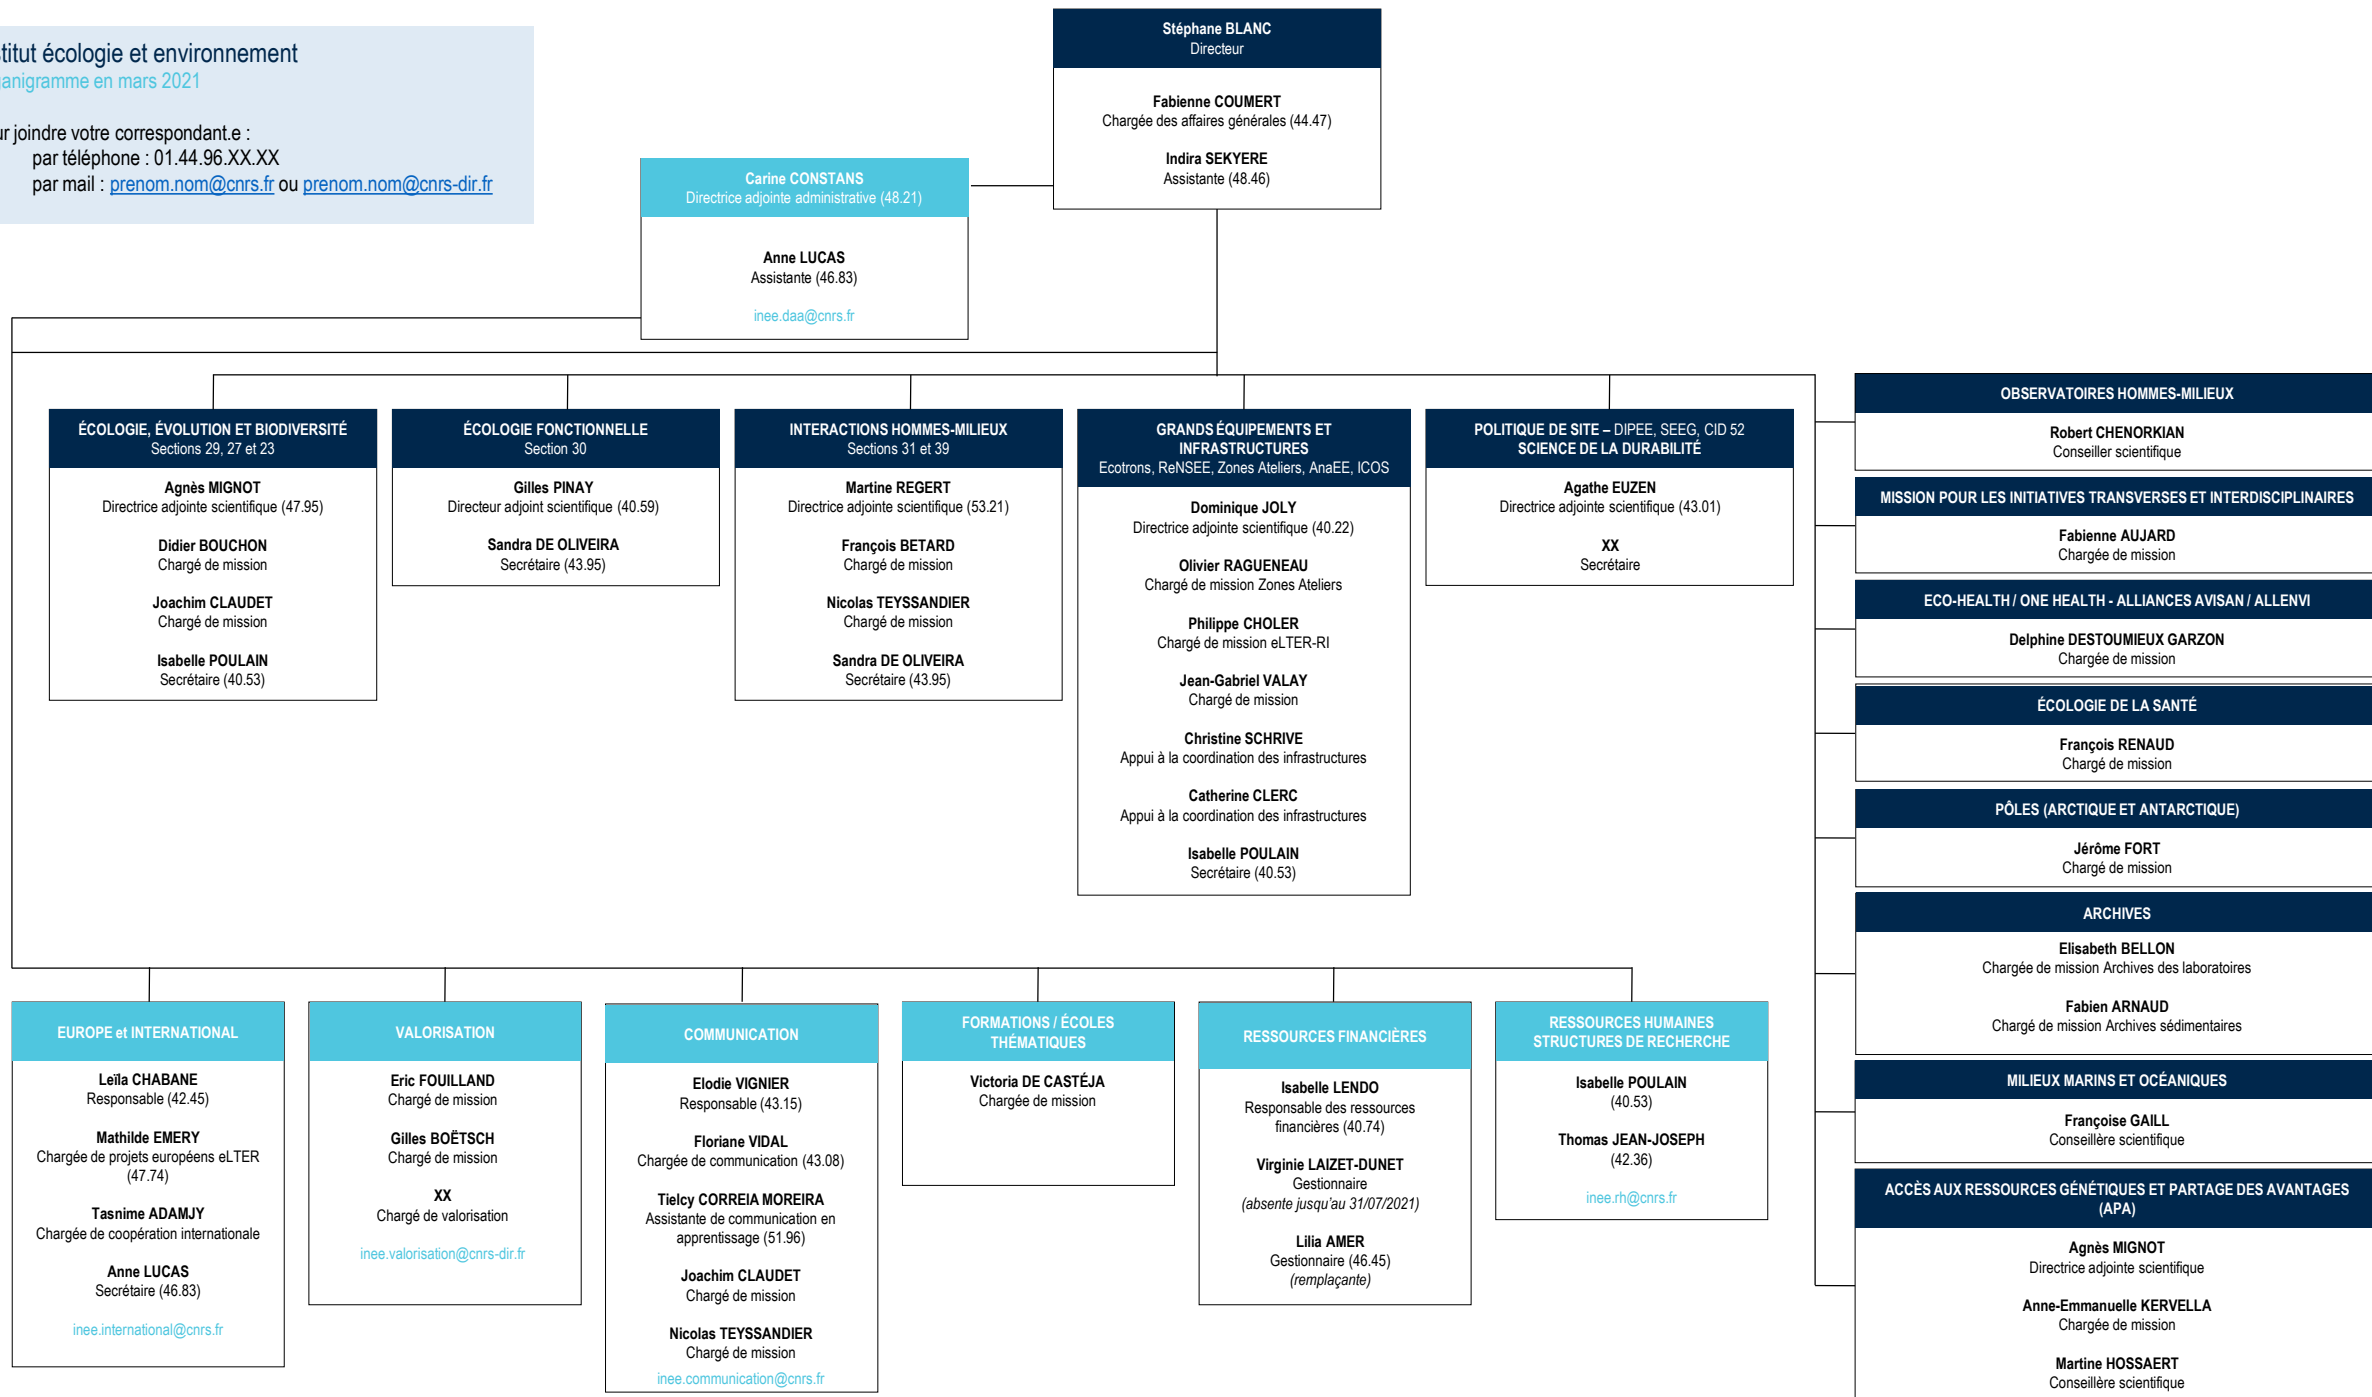 titut écologie et environnement
anigramme en mars 2021
ur joindre votre correspondant.e :
par téléphone : 01.44.96.XX.XX
par mail : prenom.nom@cnrs.fr ou prenom.nom@cnrs-dir.fr
Stéphane BLANC
Directeur
Fabienne COUMERT
Chargée des affaires générales (44.47)
Indira SEKYERE
Assistante (48.46)
Carine CONSTANS
Directrice adjointe administrative (48.21)
Anne LUCAS
Assistante (46.83)
inee.daa@cnrs.fr
ÉCOLOGIE, ÉVOLUTION ET BIODIVERSITÉ
Sections 29, 27 et 23
Agnès MIGNOT
Directrice adjointe scientifique (47.95)
Didier BOUCHON
Chargé de mission
Joachim CLAUDET
Chargé de mission
Isabelle POULAIN
Secrétaire (40.53)
ÉCOLOGIE FONCTIONNELLE
Section 30
Gilles PINAY
Directeur adjoint scientifique (40.59)
Sandra DE OLIVEIRA
Secrétaire (43.95)
INTERACTIONS HOMMES-MILIEUX
Sections 31 et 39
Martine REGERT
Directrice adjointe scientifique (53.21)
François BETARD
Chargé de mission
Nicolas TEYSSANDIER
Chargé de mission
Sandra DE OLIVEIRA
Secrétaire (43.95)
GRANDS ÉQUIPEMENTS ET
INFRASTRUCTURES
Ecotrons, ReNSEE, Zones Ateliers, AnaEE, ICOS
Dominique JOLY
Directrice adjointe scientifique (40.22)
Olivier RAGUENEAU
Chargé de mission Zones Ateliers
Philippe CHOLER
Chargé de mission eLTER-RI
Jean-Gabriel VALAY
Chargé de mission
Christine SCHRIVE
Appui à la coordination des infrastructures
Catherine CLERC
Appui à la coordination des infrastructures
Isabelle POULAIN
Secrétaire (40.53)
POLITIQUE DE SITE – DIPEE, SEEG, CID 52
SCIENCE DE LA DURABILITÉ
Agathe EUZEN
Directrice adjointe scientifique (43.01)
XX
Secrétaire
OBSERVATOIRES HOMMES-MILIEUX
Robert CHENORKIAN
Conseiller scientifique
MISSION POUR LES INITIATIVES TRANSVERSES ET INTERDISCIPLINAIRES
Fabienne AUJARD
Chargée de mission
ECO-HEALTH / ONE HEALTH - ALLIANCES AVISAN / ALLENVI
Delphine DESTOUMIEUX GARZON
Chargée de mission
ÉCOLOGIE DE LA SANTÉ
François RENAUD
Chargé de mission
PÔLES (ARCTIQUE ET ANTARCTIQUE)
Jérôme FORT
Chargé de mission
ARCHIVES
Elisabeth BELLON
Chargée de mission Archives des laboratoires
Fabien ARNAUD
Chargé de mission Archives sédimentaires
MILIEUX MARINS ET OCÉANIQUES
Françoise GAILL
Conseillère scientifique
ACCÈS AUX RESSOURCES GÉNÉTIQUES ET PARTAGE DES AVANTAGES
(APA)
Agnès MIGNOT
Directrice adjointe scientifique
Anne-Emmanuelle KERVELLA
Chargée de mission
Martine HOSSAERT
Conseillère scientifique
EUROPE et INTERNATIONAL
Leïla CHABANE
Responsable (42.45)
Mathilde EMERY
Chargée de projets européens eLTER
(47.74)
Tasnime ADAMJY
Chargée de coopération internationale
Anne LUCAS
Secrétaire (46.83)
inee.international@cnrs.fr
VALORISATION
Eric FOUILLAND
Chargé de mission
Gilles BOËTSCH
Chargé de mission
XX
Chargé de valorisation
inee.valorisation@cnrs-dir.fr
COMMUNICATION
Elodie VIGNIER
Responsable (43.15)
Floriane VIDAL
Chargée de communication (43.08)
Tielcy CORREIA MOREIRA
Assistante de communication en
apprentissage (51.96)
Joachim CLAUDET
Chargé de mission
Nicolas TEYSSANDIER
Chargé de mission
inee.communication@cnrs.fr
FORMATIONS / ÉCOLES
THÉMATIQUES
Victoria DE CASTÉJA
Chargée de mission
RESSOURCES FINANCIÈRES
Isabelle LENDO
Responsable des ressources
financières (40.74)
Virginie LAIZET-DUNET
Gestionnaire
(absente jusqu'au 31/07/2021)
Lilia AMER
Gestionnaire (46.45)
(remplaçante)
RESSOURCES HUMAINES
STRUCTURES DE RECHERCHE
Isabelle POULAIN
(40.53)
Thomas JEAN-JOSEPH
(42.36)
inee.rh@cnrs.fr